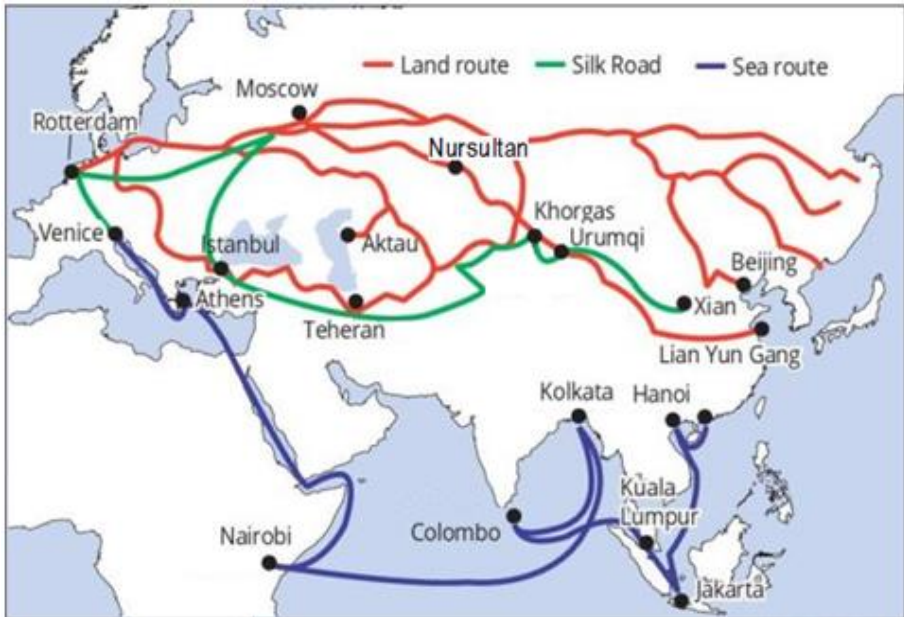 Land route
Silk Road
Sea route
Moscow
Rotterdam
Nursultan
Khorgas
Urumqi
Venice
Istanbul
Aktau
Beijing
Athens
Xian
Teheran
Lian Yun Gang
Kolkata
Hanoi
Kuala
Lumpur
Colombo
Nairobi
Jakarta